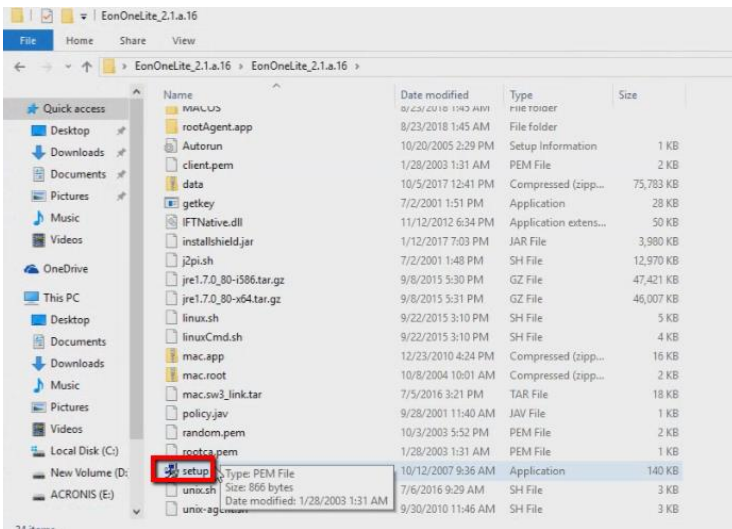 EonOneLite_2.1.a.16
File Home Share View
EonOneLite_2.1.a.16 > EonOneLite_2.1.a.16 >
Name Date modified Type Size
Quick access
Desktop
Downloads
Documents
Pictures
Music
Videos
OneDrive
This PC
Desktop
Documents
Downloads
Music
Pictures
Videos
Local Disk (C:)
New Volume (D:
ACRONIS (E:)
MACOS 8/23/2018 1:45 AM File folder
rootAgent.app 8/23/2018 1:45 AM File folder
Autorun 10/20/2005 2:29 PM Setup Information 1 KB
client.pem 1/28/2003 1:31 AM PEM File 2 KB
data 10/5/2017 12:41 PM Compressed (zipp... 75,783 KB
getkey 7/2/2001 1:51 PM Application 28 KB
IFTNative.dll 11/12/2012 6:34 PM Application extens... 50 KB
installshield.jar 1/12/2017 7:03 PM JAR File 3,980 KB
j2pi.sh 7/2/2001 1:48 PM SH File 12,970 KB
jre1.7.0_80-i586.tar.gz 9/8/2015 5:30 PM GZ File 47,421 KB
jre1.7.0_80-x64.tar.gz 9/8/2015 5:31 PM GZ File 46,007 KB
linux.sh 9/22/2015 3:10 PM SH File 5 KB
linuxCmd.sh 9/22/2015 3:10 PM SH File 4 KB
mac.app 12/23/2010 4:24 PM Compressed (zipp... 16 KB
mac.root 10/8/2004 10:01 AM Compressed (zipp... 2 KB
mac.sw3_link.tar 7/5/2016 3:21 PM TAR File 18 KB
policy.jav 9/28/2001 11:40 AM JAV File 1 KB
random.pem 10/3/2003 5:52 PM PEM File 2 KB
rootca.pem 1/28/2003 1:31 AM PEM File 1 KB
setup 10/12/2007 9:36 AM Application 140 KB
Type: PEM File
Size: 866 bytes
Date modified: 1/28/2003 1:31 AM
unix.sh 7/6/2016 9:29 AM SH File 3 KB
unix-agent.sh 9/30/2010 11:46 AM SH File 3 KB